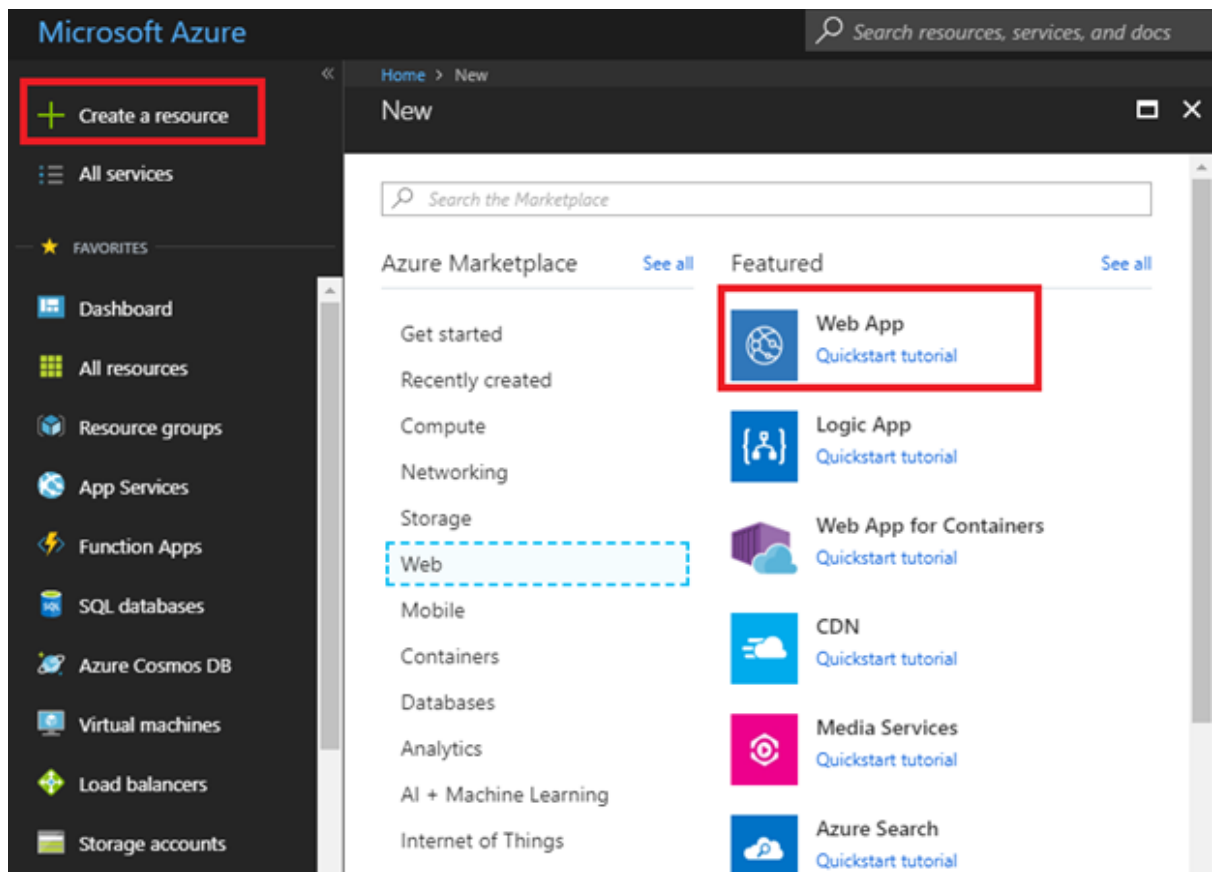 Microsoft Azure
Search resources, services, and docs
Create a resource
All services
FAVORITES
Dashboard
All resources
Resource groups
App Services
Function Apps
SQL databases
Azure Cosmos DB
Virtual machines
Load balancers
Storage accounts
Home > New
New
Search the Marketplace
Azure Marketplace See all
Get started
Recently created
Compute
Networking
Storage
Web
Mobile
Containers
Databases
Analytics
AI + Machine Learning
Internet of Things
Featured See all
Web App
Quickstart tutorial
Logic App
Quickstart tutorial
Web App for Containers
Quickstart tutorial
CDN
Quickstart tutorial
Media Services
Quickstart tutorial
Azure Search
Quickstart tutorial